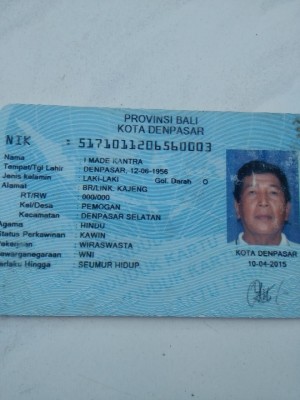 PROVINSI BALI
KOTA DENPASAR
NIK : 5171011206560003
Nama : I MADE KANTRA
Tempat/Tgl Lahir : DENPASAR, 12-06-1956
Jenis kelamin : LAKI-LAKI Gol. Darah O
Alamat : BR/LINK. KAJENG
RT/RW : 000/000
Kel/Desa : PEMOGAN
Kecamatan : DENPASAR SELATAN
Agama : HINDU
Status Perkawinan : KAWIN
Pekerjaan : WIRASWASTA
Kewarganegaraan : WNI
Berlaku Hingga : SEUMUR HIDUP
KOTA DENPASAR
10-04-2015